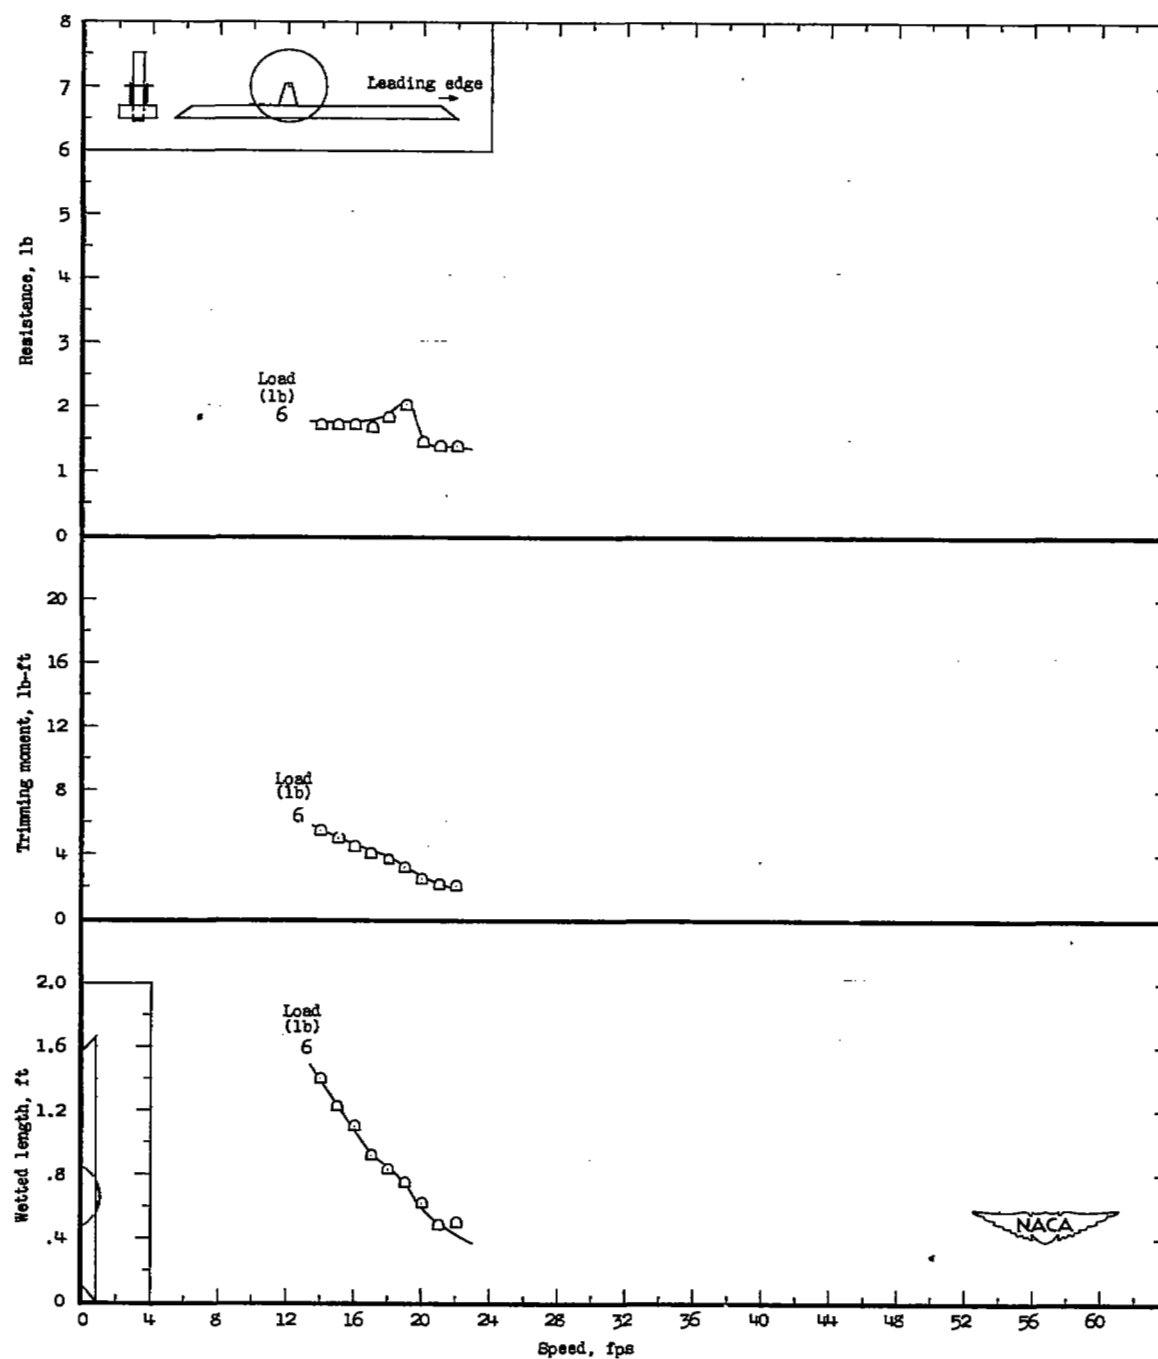 8
7
6
5
4
3
2
1
0
Resistance, lb
Leading edge
Load
(lb)
6
20
16
12
8
4
0
Trimming moment, lb-ft
Load
(lb)
6
2.0
1.6
1.2
.8
.4
0
Wetted length, ft
Load
(lb)
6
NACA
0 4 8 12 16 20 24 28 32 36 40 44 48 52 56 60
Speed, fps